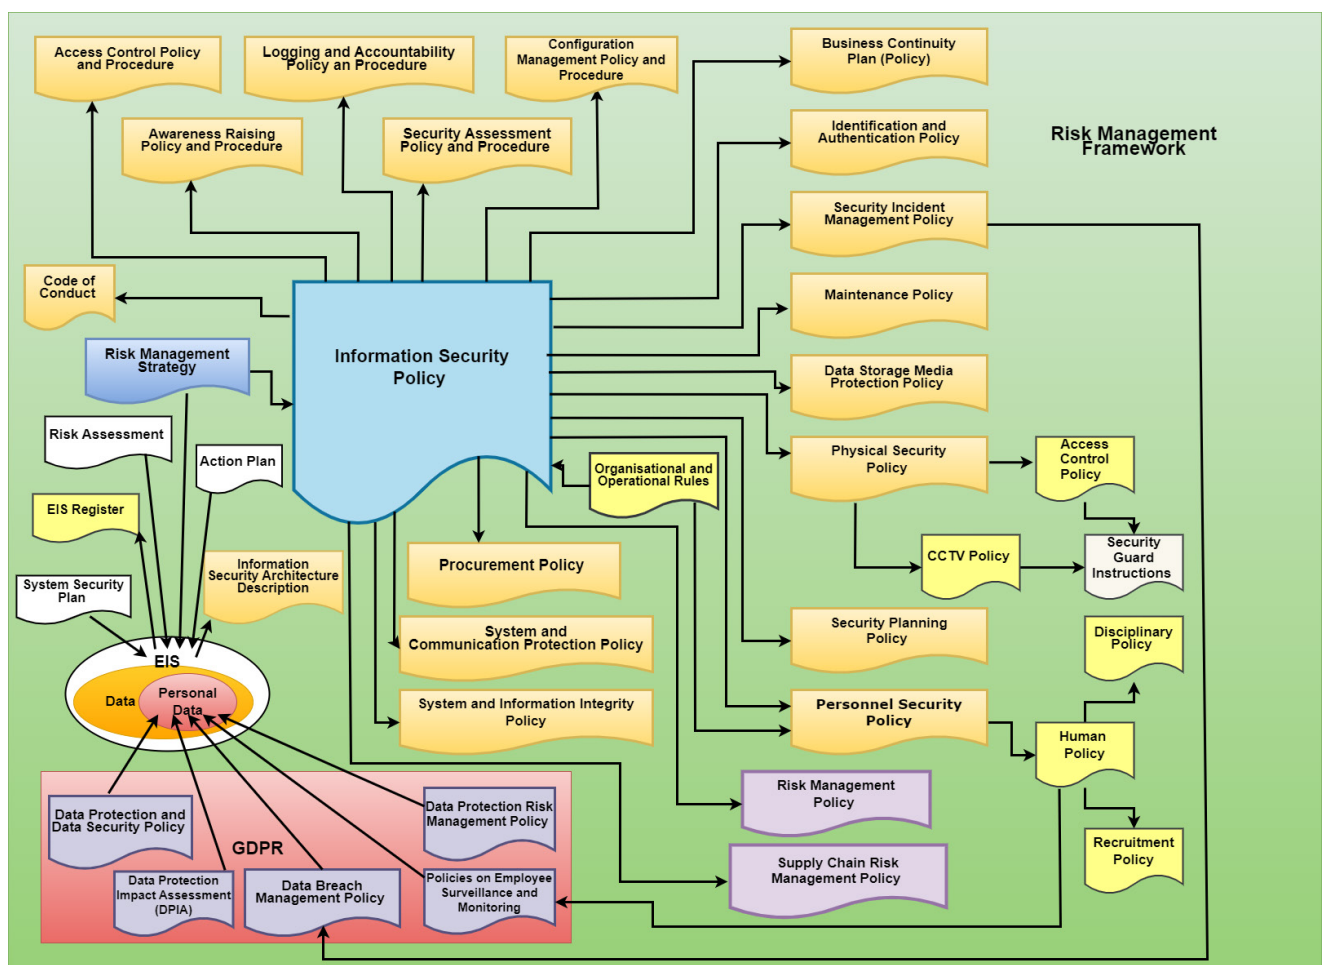 Access Control Policy
and Procedure
Logging and Accountability
Policy an Procedure
Configuration
Management Policy and
Procedure
Business Continuity
Plan (Policy)
Awareness Raising
Policy and Procedure
Security Assessment
Policy and Procedure
Identification and
Authentication Policy
Risk Management
Framework
Security Incident
Management Policy
Code of
Conduct
Maintenance Policy
Risk Management
Strategy
Information Security
Policy
Data Storage Media
Protection Policy
Risk Assessment
Action Plan
Organisational and
Operational Rules
Physical Security
Policy
Access
Control
Policy
EIS Register
Information
Security Architecture
Description
Procurement Policy
CCTV Policy
Security
Guard
Instructions
System Security
Plan
System and
Communication Protection Policy
Security Planning
Policy
Disciplinary
Policy
EIS
Data
Personal
Data
System and Information Integrity
Policy
Personnel Security
Policy
Human
Policy
Data Protection and
Data Security Policy
GDPR
Data Protection Risk
Management Policy
Risk Management
Policy
Recruitment
Policy
Data Protection
Impact Assessment
(DPIA)
Data Breach
Management Policy
Policies on Employee
Surveillance and
Monitoring
Supply Chain Risk
Management Policy